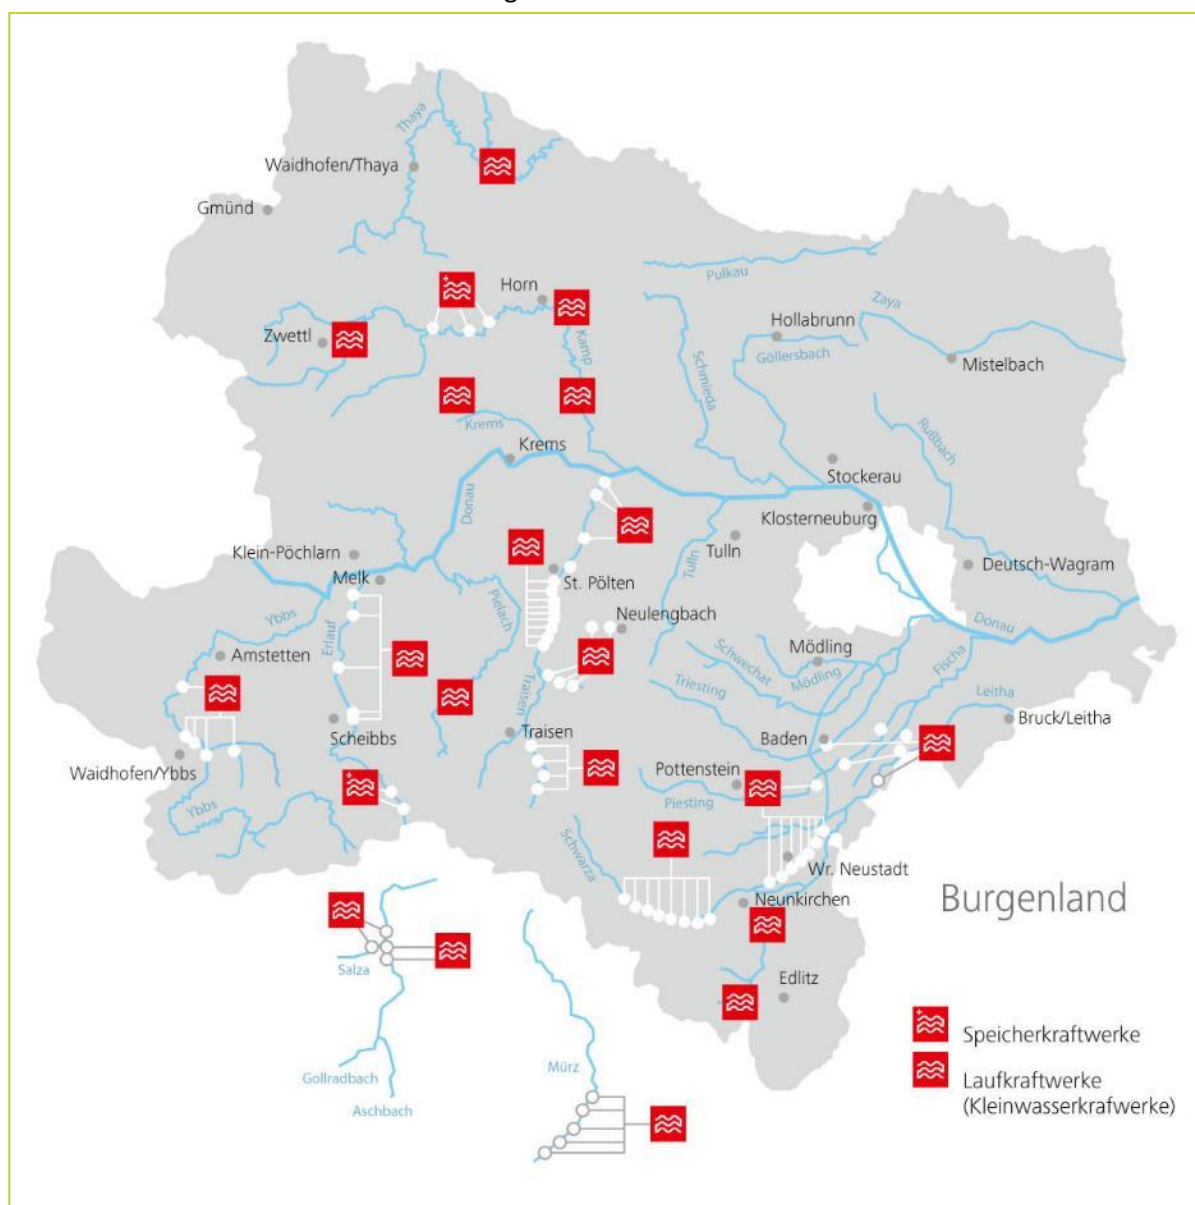 Thaya
Waidhofen/Thaya
Gmünd
Pulkau
Horn
Zaya
Zwettl
Kamp
Hollabrunn
Göllersbach
Schmieda
Mistelbach
Krems
Rußbach
Krems
Stockerau
Donau
Klosterneuburg
Klein-Pöchlarn
Tulln
Tulln
St. Pölten
Deutsch-Wagram
Melk
Pielach
Neulengbach
Ybbs
Erlauf
Donau
Amstetten
Mödling
Schwechat
Mödling
Fischa
Triesting
Leitha
Traisen
Scheibbs
Traisen
Bruck/Leitha
Baden
Waidhofen/Ybbs
Pottenstein
Ybbs
Piesting
Schwarza
Wr. Neustadt
Neunkirchen
Burgenland
Salza
Edlitz
Speicherkraftwerke
Mürz
Gollradbach
Laufkraftwerke
(Kleinwasserkrafwerke)
Aschbach